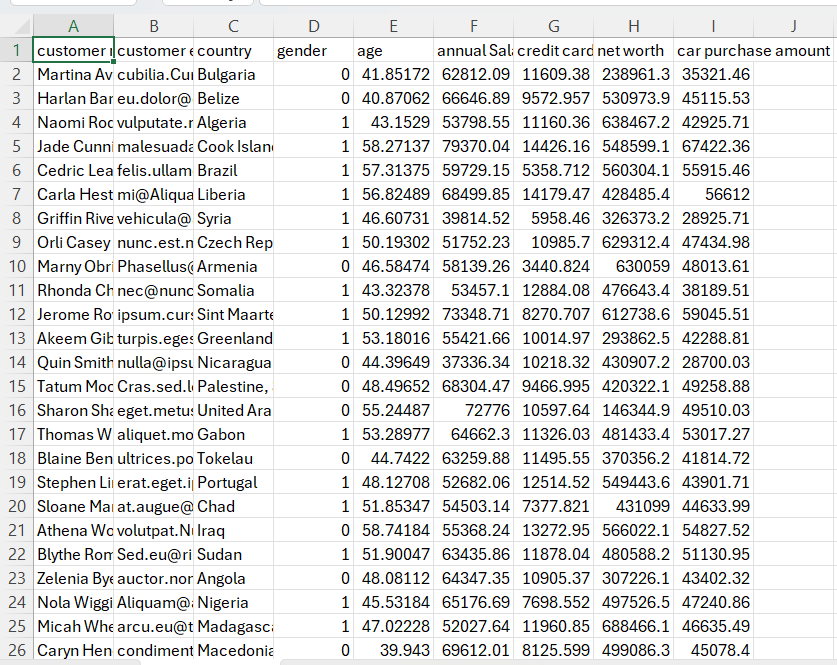 A B C D E F G H I J
1 customer customer e country gender age annual Sala credit card net worth car purchase amount
2 Martina Av cubilia.Cur Bulgaria 0 41.85172 62812.09 11609.38 238961.3 35321.46
3 Harlan Bar eu.dolor@ Belize 0 40.87062 66646.89 9572.957 530973.9 45115.53
4 Naomi Rod vulputate.r Algeria 1 43.1529 53798.55 11160.36 638467.2 42925.71
5 Jade Cunni malesuada Cook Islan 1 58.27137 79370.04 14426.16 548599.1 67422.36
6 Cedric Lea felis.ullam Brazil 1 57.31375 59729.15 5358.712 560304.1 55915.46
7 Carla Hest mi@Aliqua Liberia 1 56.82489 68499.85 14179.47 428485.4 56612
8 Griffin Rive vehicula@ Syria 1 46.60731 39814.52 5958.46 326373.2 28925.71
9 Orli Casey nunc.est.n Czech Rep 1 50.19302 51752.23 10985.7 629312.4 47434.98
10 Marny Obri Phasellus@ Armenia 0 46.58474 58139.26 3440.824 630059 48013.61
11 Rhonda Ch nec@nunc Somalia 1 43.32378 53457.1 12884.08 476643.4 38189.51
12 Jerome Ro ipsum.curs Sint Maarte 1 50.12992 73348.71 8270.707 612738.6 59045.51
13 Akeem Gib turpis.eges Greenland 1 53.18016 55421.66 10014.97 293862.5 42288.81
14 Quin Smith nulla@ipsu Nicaragua 0 44.39649 37336.34 10218.32 430907.2 28700.03
15 Tatum Moo Cras.sed.l Palestine, 0 48.49652 68304.47 9466.995 420322.1 49258.88
16 Sharon Sha eget.metus United Ara 0 55.24487 72776 10597.64 146344.9 49510.03
17 Thomas W aliquet.mo Gabon 1 53.28977 64662.3 11326.03 481433.4 53017.27
18 Blaine Ben ultrices.po Tokelau 0 44.7422 63259.88 11495.55 370356.2 41814.72
19 Stephen Li erat.eget.i Portugal 1 48.12708 52682.06 12514.52 549443.6 43901.71
20 Sloane Ma at.augue@ Chad 1 51.85347 54503.14 7377.821 431099 44633.99
21 Athena Wo volutpat.N Iraq 0 58.74184 55368.24 13272.95 566022.1 54827.52
22 Blythe Rom Sed.eu@ri Sudan 1 51.90047 63435.86 11878.04 480588.2 51130.95
23 Zelenia Bye auctor.non Angola 0 48.08112 64347.35 10905.37 307226.1 43402.32
24 Nola Wiggi Aliquam@ Nigeria 1 45.53184 65176.69 7698.552 497526.5 47240.86
25 Micah Whe arcu.eu@t Madagasc 1 47.02228 52027.64 11960.85 688466.1 46635.49
26 Caryn Hen condiment Macedonia 0 39.943 69612.01 8125.599 499086.3 45078.4